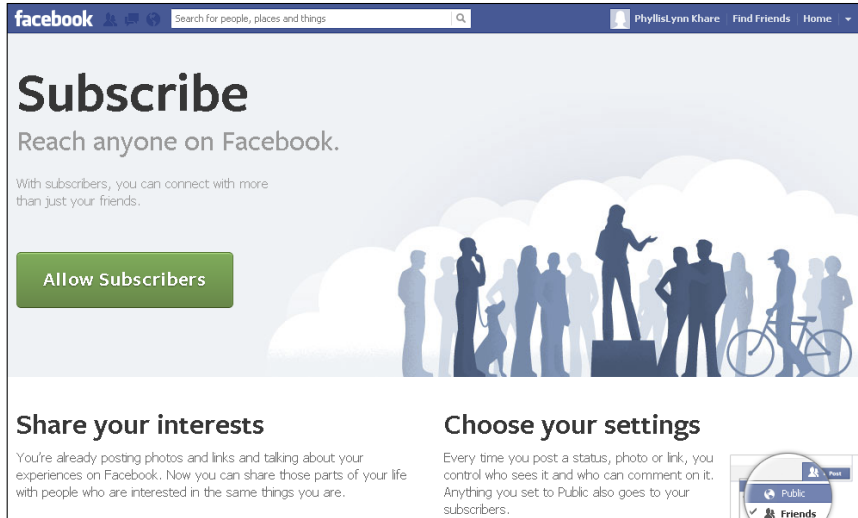 facebook
Search for people, places and things
PhyllisLynn Khare Find Friends Home
Subscribe
Reach anyone on Facebook.
With subscribers, you can connect with more
than just your friends.
Allow Subscribers
Share your interests
You're already posting photos and links and talking about your
experiences on Facebook. Now you can share those parts of your life
with people who are interested in the same things you are.
Choose your settings
Every time you post a status, photo or link, you
control who sees it and who can comment on it.
Anything you set to Public also goes to your
subscribers.
Post
Public
Friends